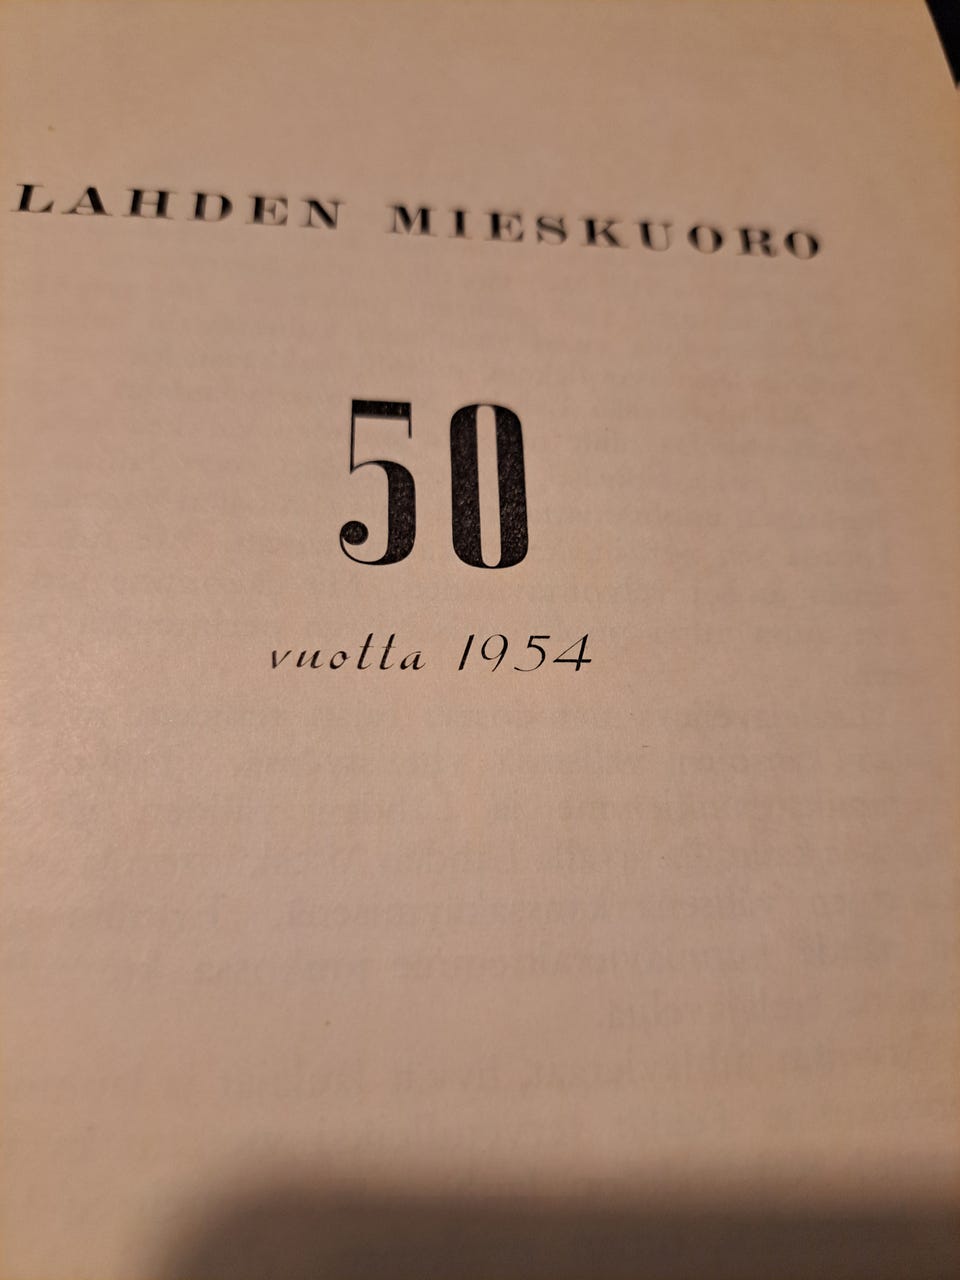 LAHDEN MIESKUORO
50
vuotta 1954